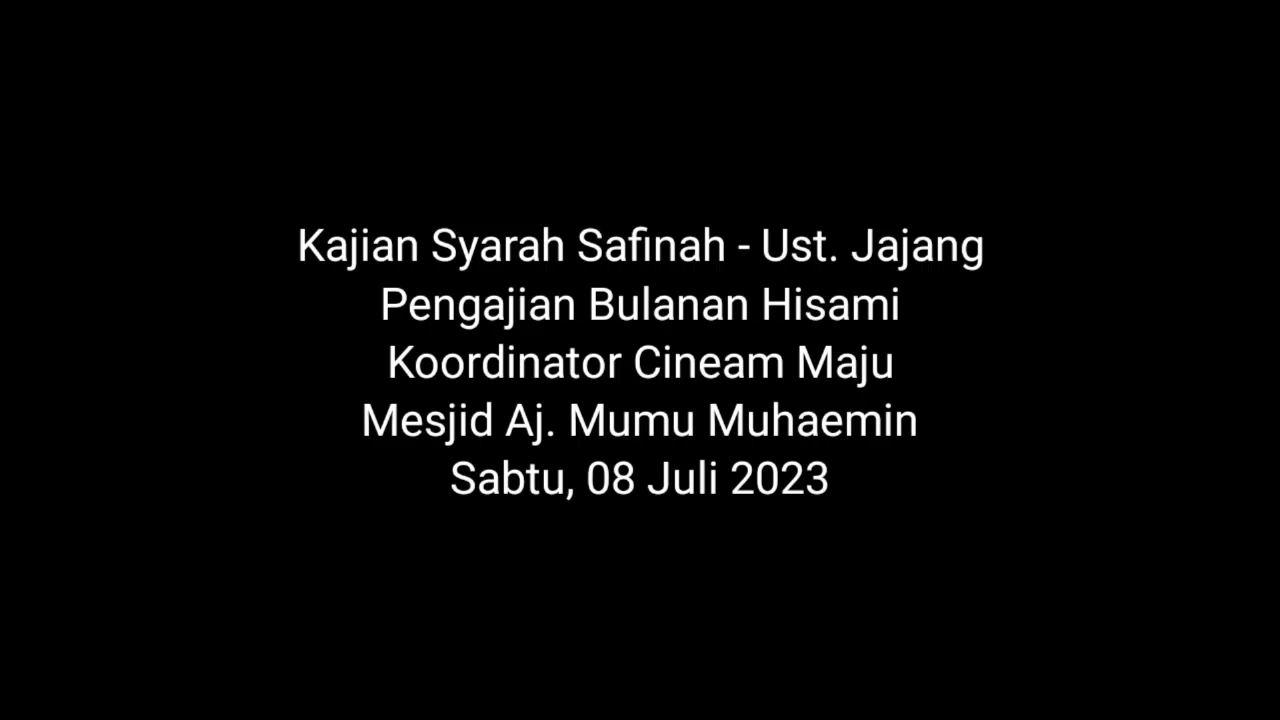 Kajian Syarah Safinah - Ust. Jajang
Pengajian Bulanan Hisami
Koordinator Cineam Maju
Mesjid Aj. Mumu Muhaemin
Sabtu, 08 Juli 2023